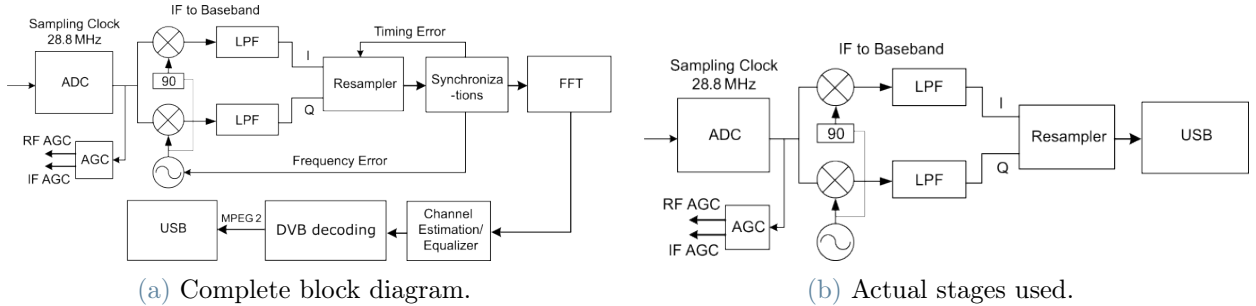 IF to Baseband
Sampling Clock
28.8 MHz
ADC
LPF
90
LPF
I
Q
Timing Error
Resampler
Synchroniza
-tions
FFT
RF AGC
IF AGC
AGC
Frequency Error
USB
MPEG 2
DVB decoding
Channel
Estimation/
Equalizer
(a) Complete block diagram.
IF to Baseband
Sampling Clock
28.8 MHz
ADC
LPF
90
LPF
I
Q
Resampler
USB
RF AGC
IF AGC
AGC
(b) Actual stages used.